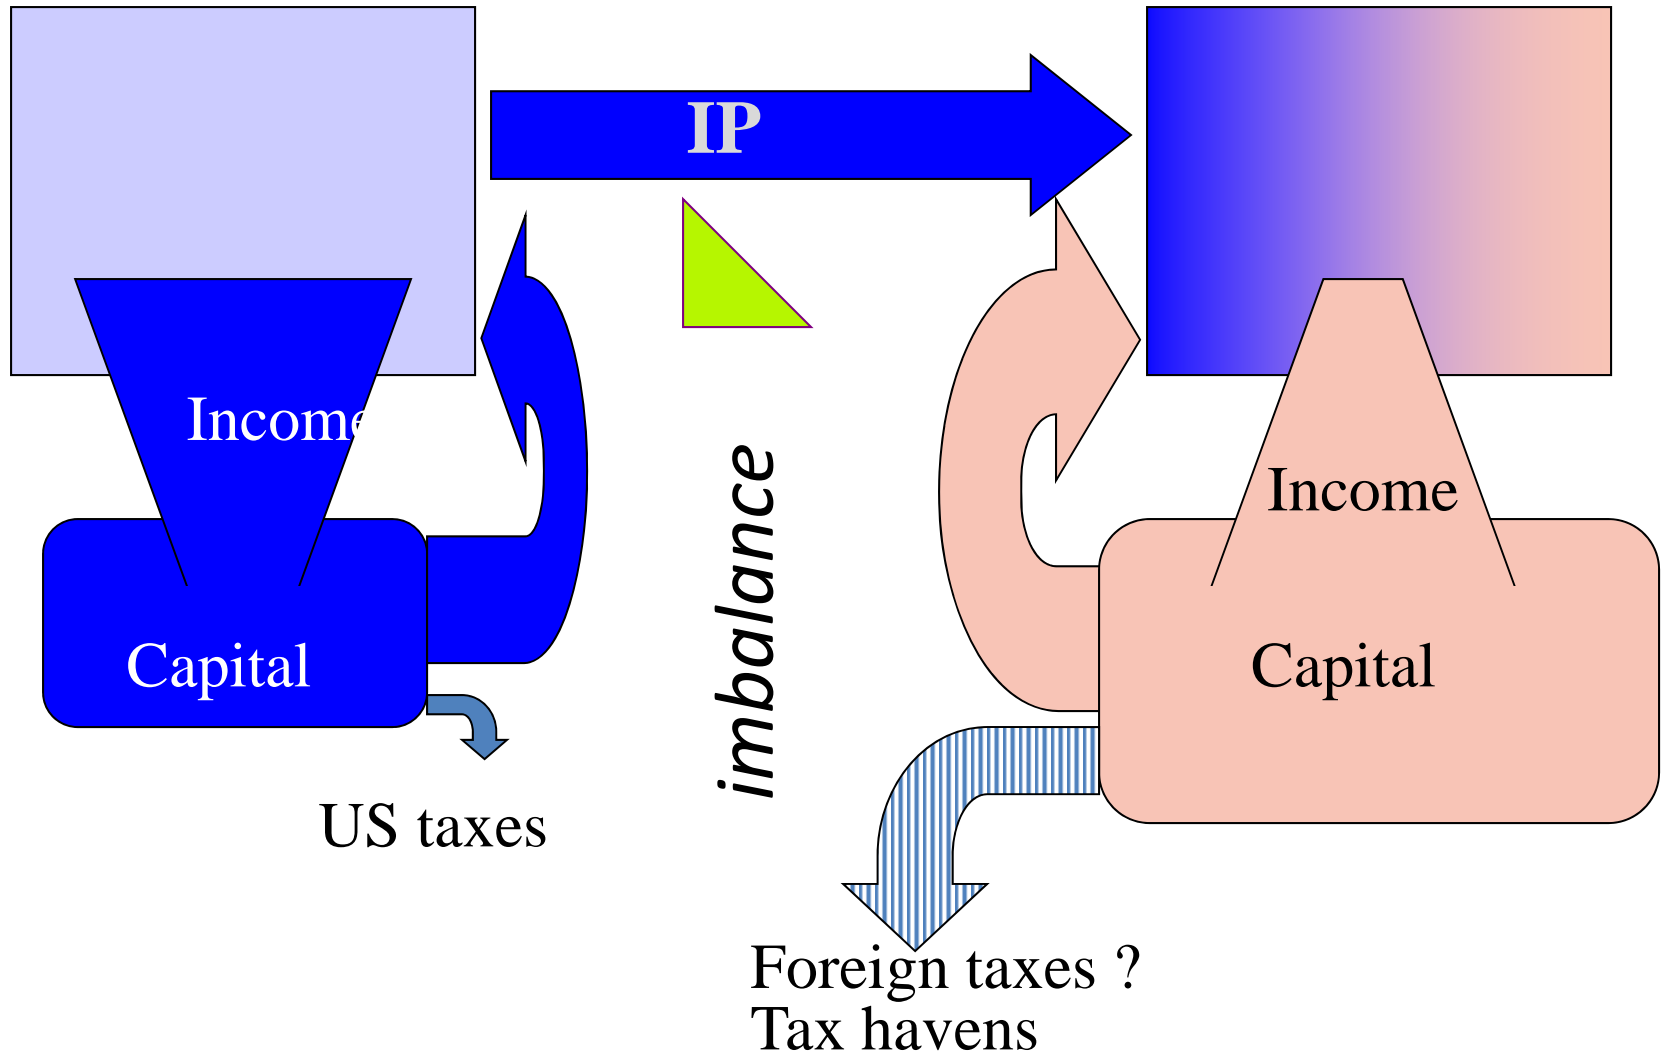 IP
Income
Capital
US taxes
imbalance
Income
Capital
Foreign taxes ?
Tax havens